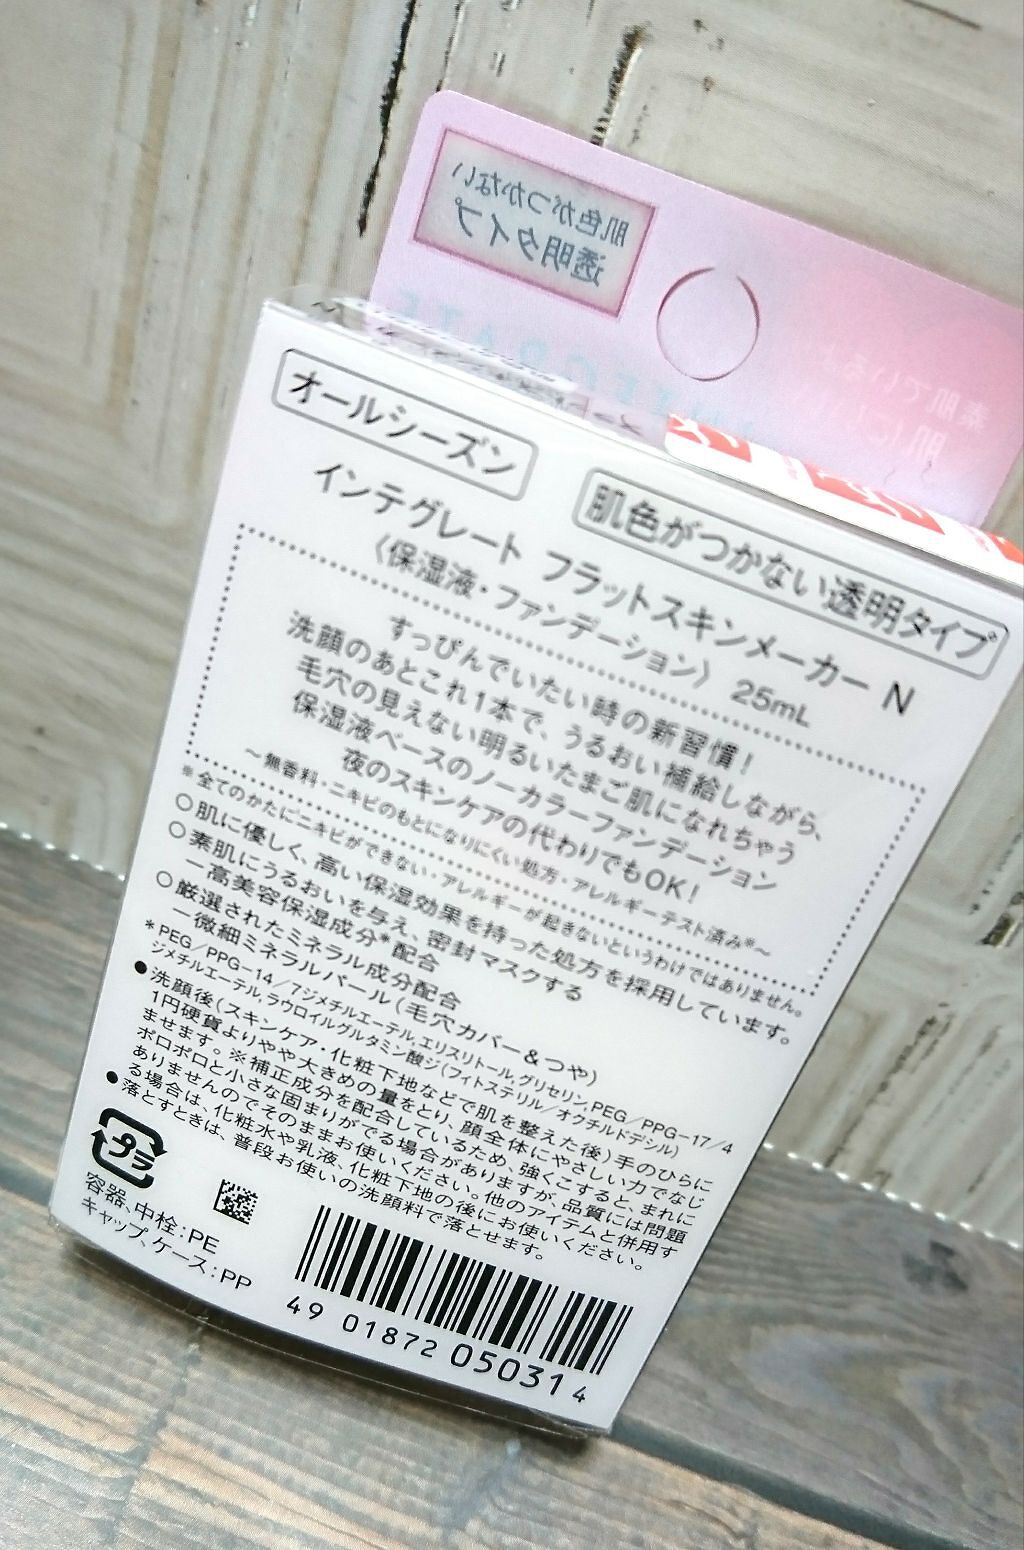 肌色がつかない
透明タイプ
オールシーズン
肌色がつかない透明タイプ
インテグレート フラットスキンメーカー N
〈保湿液・ファンデーション〉 25mL
すっぴんでいたい時の新習慣!
洗顔のあとこれ1本で、うるおい補給しながら、
毛穴の見えない明るいたまご肌になれちゃう
保湿液ベースのノーカラーファンデーション
夜のスキンケアの代わりでもOK!
~無香料・ニキビのもとになりにくい処方・アレルギーテスト済み※~
※全てのかたにニキビができない・アレルギーが起きないというわけではありません。
○肌に優しく、高い保湿効果を持った処方を採用しています。
○素肌にうるおいを与え、密封マスクする
ー高美容保湿成分*配合
○厳選されたミネラル成分配合
ー微細ミネラルパール(毛穴カバー&つや)
*PEG/PPG-14/7ジメチルエーテル,エリスリトール,グリセリン,PEG/PPG-17/4
ジメチルエーテル,ラウロイルグルタミン酸ジ(フィトステリル/オクチルドデシル)
●洗顔後(スキンケア・化粧下地などで肌を整えた後)手のひらに
1円硬貨よりやや大きめの量をとり、顔全体にやさしい力でなじ
ませます。※補正成分を配合しているため、強くこすると、まれに
ポロポロと小さな固まりがでる場合がありますが、品質には問題
ありませんのでそのままお使いください。他のアイテムと併用す
る場合は、化粧水や乳液、化粧下地の後にお使いください。
●落とすときは、普段お使いの洗顔料で落とせます。
プラ
容器、中栓:PE
キャップ、ケース:PP
49 01872 050314